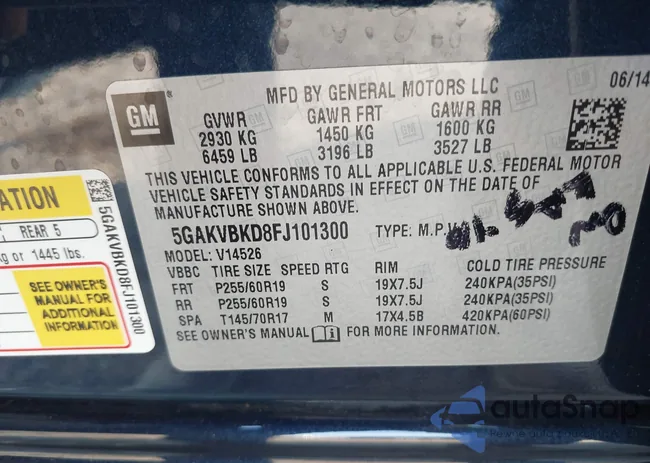 MFD BY GENERAL MOTORS LLC
06/14
GM
GVWR GAWR FRT GAWR RR
2930 KG 1450 KG 1600 KG
6459 LB 3196 LB 3527 LB
THIS VEHICLE CONFORMS TO ALL APPLICABLE U.S. FEDERAL MOTOR
VEHICLE SAFETY STANDARDS IN EFFECT ON THE DATE OF
MANUFACTURE SHOWN ABOVE.
5GAKVBKD8FJ101300 TYPE: M.P.V.
MODEL: V14526
VBBC TIRE SIZE SPEED RTG RIM COLD TIRE PRESSURE
FRT P255/60R19 S 19X7.5J 240KPA(35PSI)
RR P255/60R19 S 19X7.5J 240KPA(35PSI)
SPA T145/70R17 M 17X4.5B 420KPA(60PSI)
SEE OWNER'S MANUAL i FOR MORE INFORMATION.
REAR 5
or 1445 lbs.
SEE OWNER'S
MANUAL FOR
ADDITIONAL
INFORMATION
5GAKVBKD8FJ101300
autoSnap